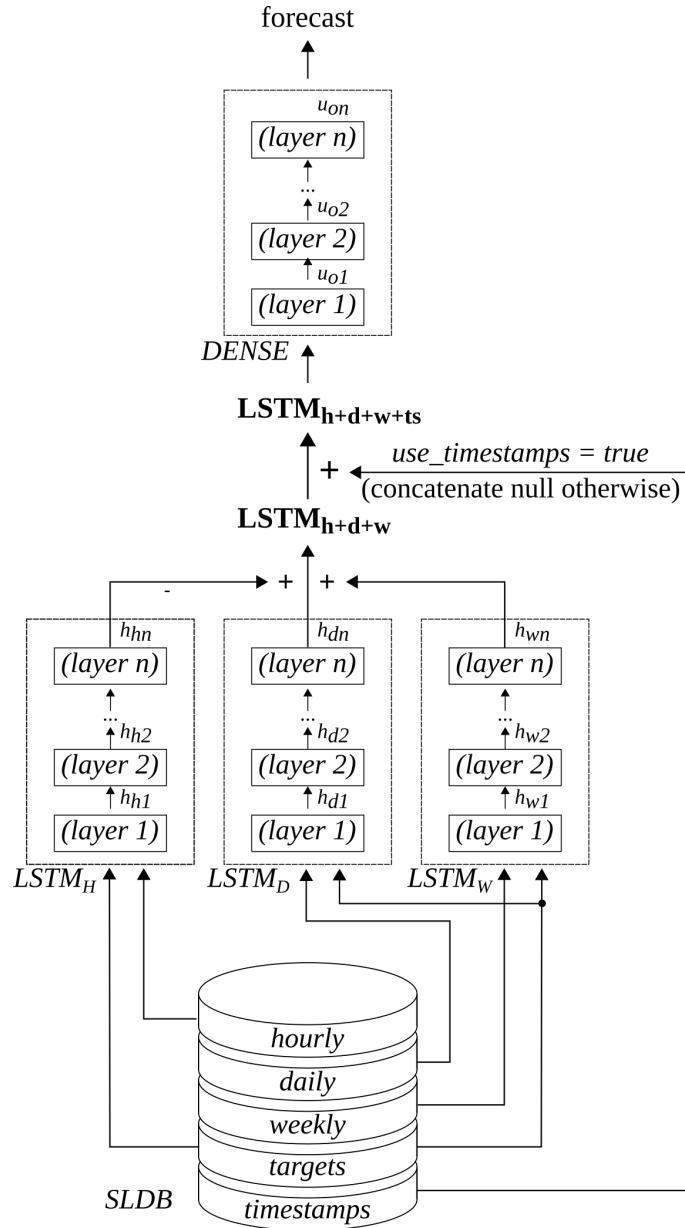 forecast
u_on
(layer n)
...
u_o2
(layer 2)
u_o1
(layer 1)
DENSE
LSTM_h+d+w+ts
+
use_timestamps = true
(concatenate null otherwise)
LSTM_h+d+w
- + +
h_hn h_dn h_wn
(layer n) (layer n) (layer n)
... ... ...
h_h2 h_d2 h_w2
(layer 2) (layer 2) (layer 2)
h_h1 h_d1 h_w1
(layer 1) (layer 1) (layer 1)
LSTM_H LSTM_D LSTM_W
hourly
daily
weekly
targets
SLDB timestamps